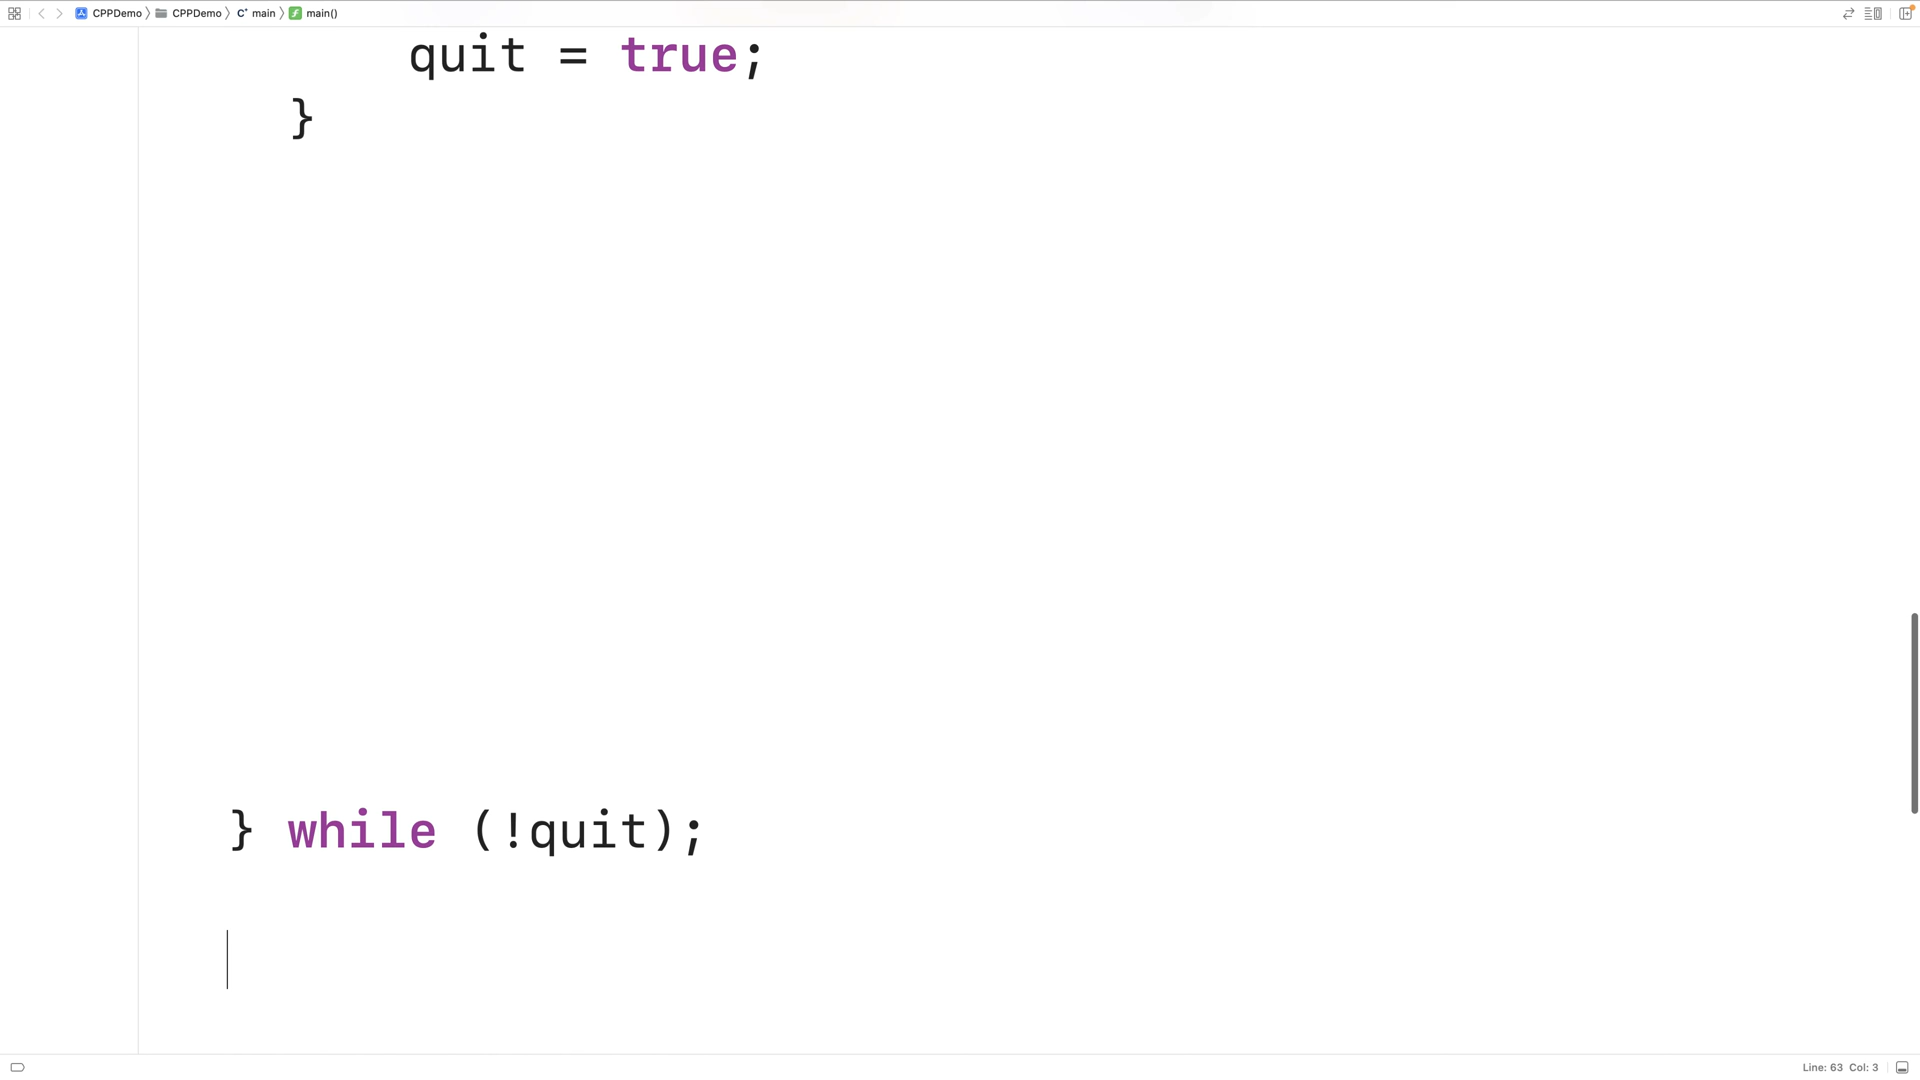 CPPDemo CPPDemo C+ main f main()
quit = true;
}
} while (!quit);
Line: 63 Col: 3